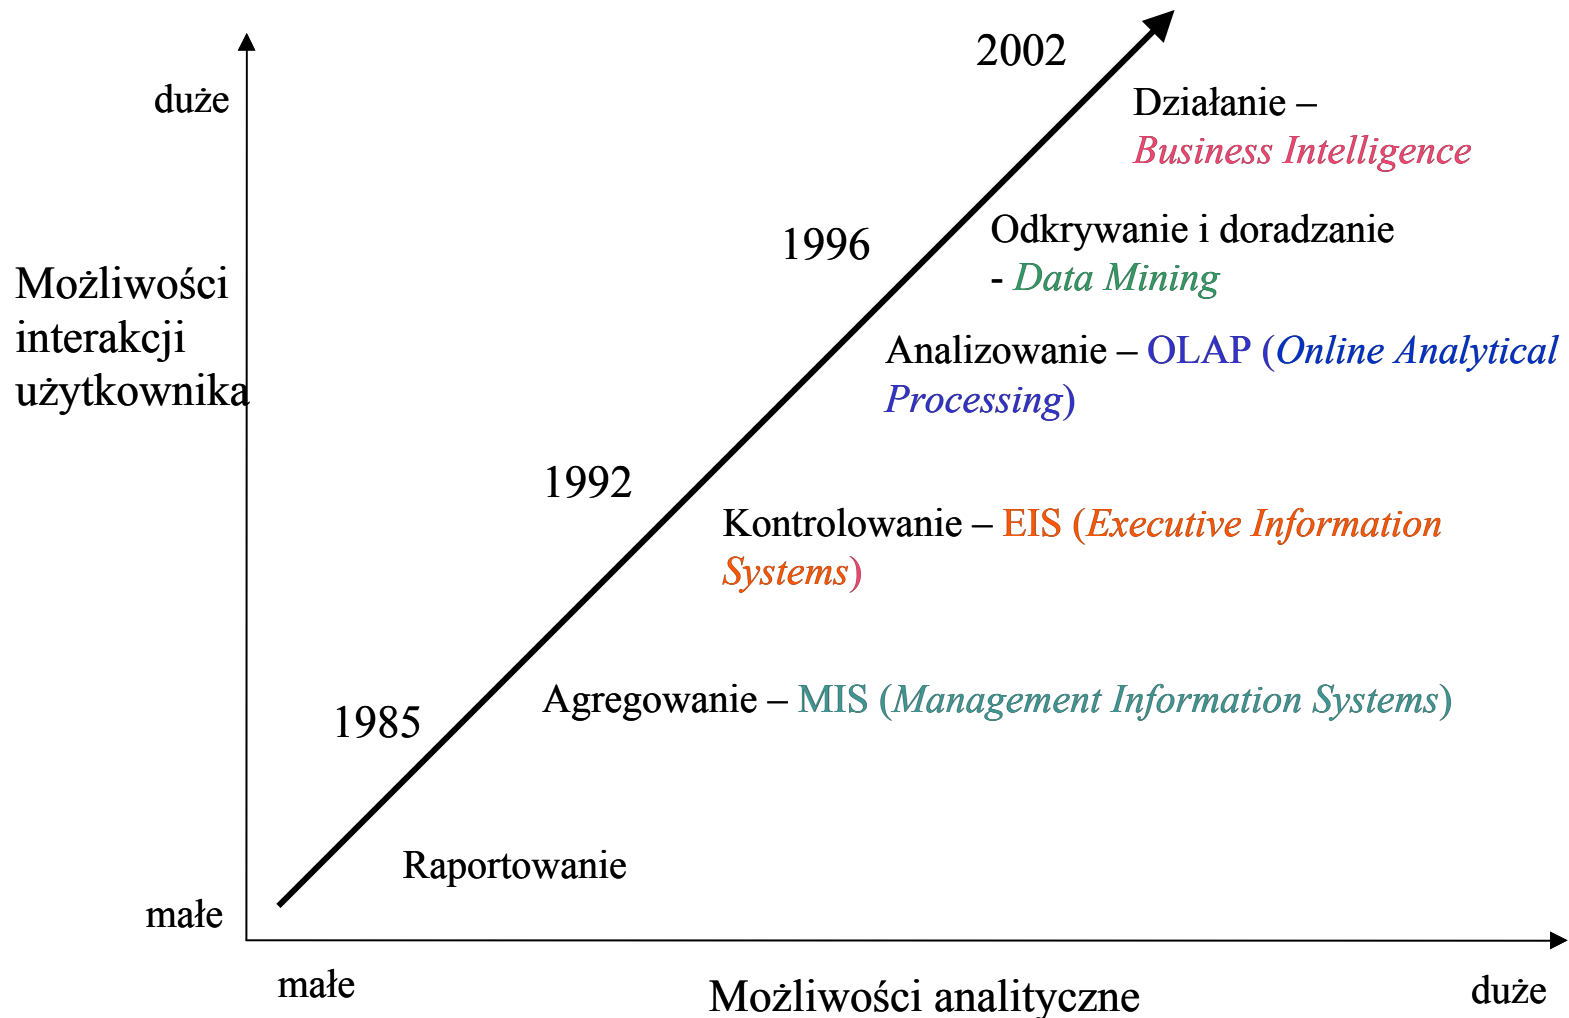 2002
duże
Działanie –
Business Intelligence
1996
Odkrywanie i doradzanie
- Data Mining
Możliwości
interakcji
użytkownika
Analizowanie – OLAP (Online Analytical
Processing)
1992
Kontrolowanie – EIS (Executive Information
Systems)
Agregowanie – MIS (Management Information Systems)
1985
Raportowanie
małe
małe
Możliwości analityczne
duże